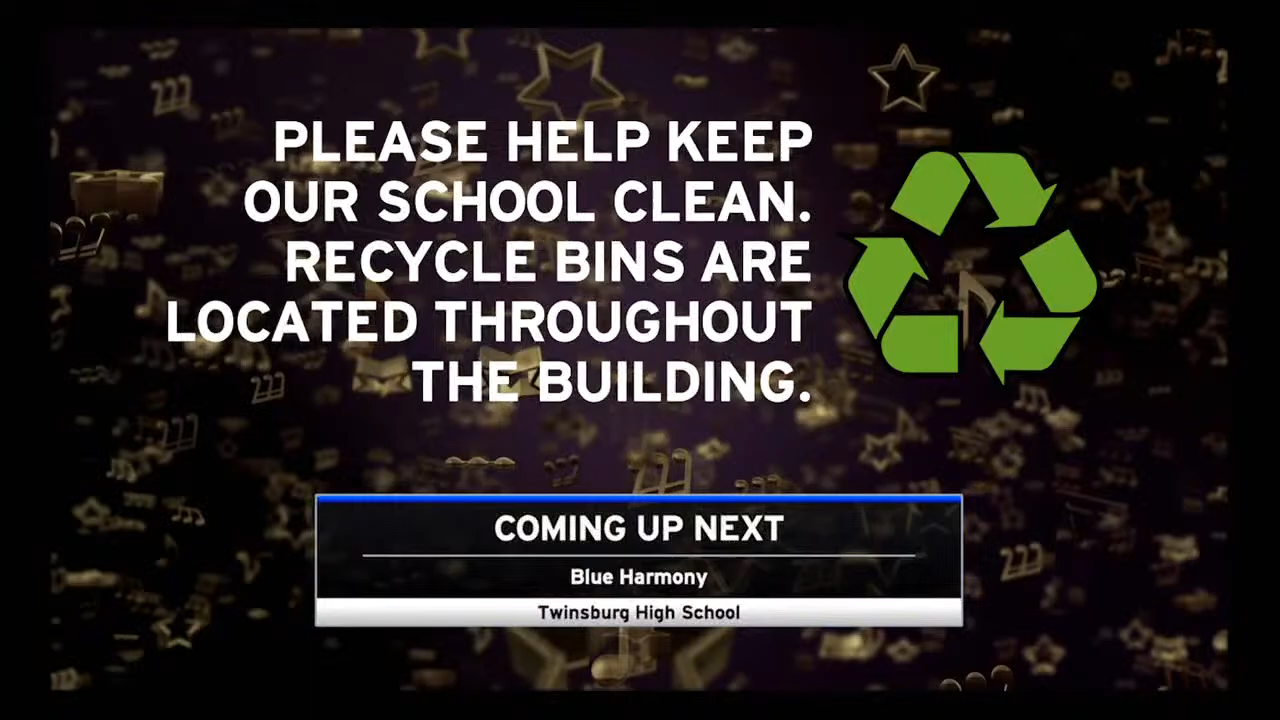 PLEASE HELP KEEP
OUR SCHOOL CLEAN.
RECYCLE BINS ARE
LOCATED THROUGHOUT
THE BUILDING.
COMING UP NEXT
Blue Harmony
Twinsburg High School